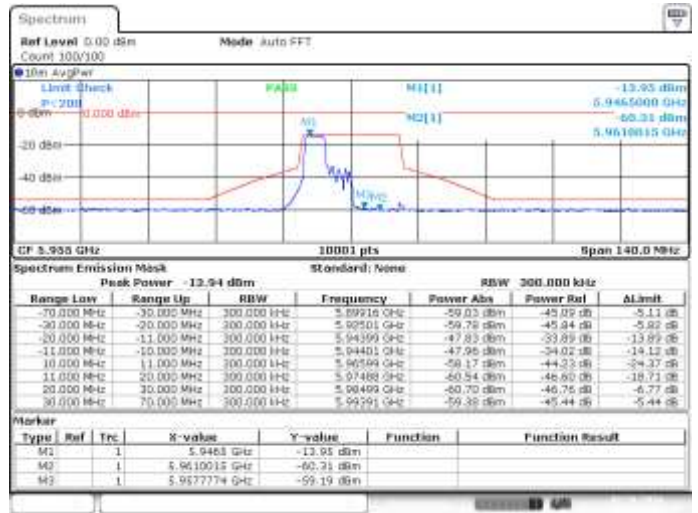 Spectrum
Ref Level 0.00 dBm Mode Auto FFT
Count 100/100
1Rm AvgPwr
Limit Check PASS M1[1] -13.95 dBm
P<200 5.9465000 GHz
0 dBm 0.000 dBm M2[1] -60.31 dBm
5.9610015 GHz
M1
-20 dBm
-40 dBm
M3 M2
-60 dBm
CF 5.955 GHz 10001 pts Span 140.0 MHz
Spectrum Emission Mask Standard: None
Peak Power -13.94 dBm RBW 300.000 kHz
Range Low Range Up RBW Frequency Power Abs Power Rel ΔLimit
-70.000 MHz -30.000 MHz 300.000 kHz 5.89916 GHz -59.03 dBm -45.09 dB -5.11 dB
-30.000 MHz -20.000 MHz 300.000 kHz 5.92501 GHz -59.78 dBm -45.84 dB -5.82 dB
-20.000 MHz -11.000 MHz 300.000 kHz 5.94399 GHz -47.83 dBm -33.89 dB -13.89 dB
-11.000 MHz -10.000 MHz 300.000 kHz 5.94401 GHz -47.96 dBm -34.02 dB -14.12 dB
10.000 MHz 11.000 MHz 300.000 kHz 5.96599 GHz -58.17 dBm -44.23 dB -24.37 dB
11.000 MHz 20.000 MHz 300.000 kHz 5.97488 GHz -60.54 dBm -46.60 dB -18.71 dB
20.000 MHz 30.000 MHz 300.000 kHz 5.98499 GHz -60.70 dBm -46.76 dB -6.77 dB
30.000 MHz 70.000 MHz 300.000 kHz 5.99391 GHz -59.38 dBm -45.44 dB -5.44 dB
Marker
Type Ref Trc X-value Y-value Function Function Result
M1 1 5.9465 GHz -13.95 dBm
M2 1 5.9610015 GHz -60.31 dBm
M3 1 5.9577774 GHz -59.19 dBm